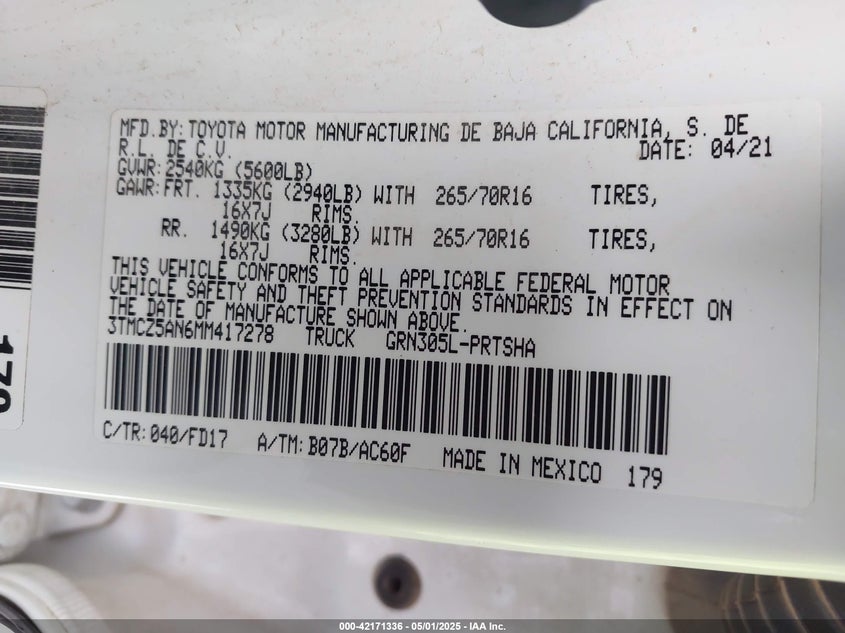 MFD.BY:TOYOTA MOTOR MANUFACTURING DE BAJA CALIFORNIA, S. DE
R.L. DE C.V. DATE: 04/21
GVWR:2540KG (5600LB)
GAWR:FRT. 1335KG (2940LB) WITH 265/70R16 TIRES,
16X7J RIMS.
RR. 1490KG (3280LB) WITH 265/70R16 TIRES,
16X7J RIMS.
THIS VEHICLE CONFORMS TO ALL APPLICABLE FEDERAL MOTOR
VEHICLE SAFETY AND THEFT PREVENTION STANDARDS IN EFFECT ON
THE DATE OF MANUFACTURE SHOWN ABOVE.
3TMCZ5AN6MM417278 TRUCK GRN305L-PRTSHA
C/TR:040/FD17 A/TM:B07B/AC60F MADE IN MEXICO 179
000-42171336 - 05/01/2025 - IAA Inc.